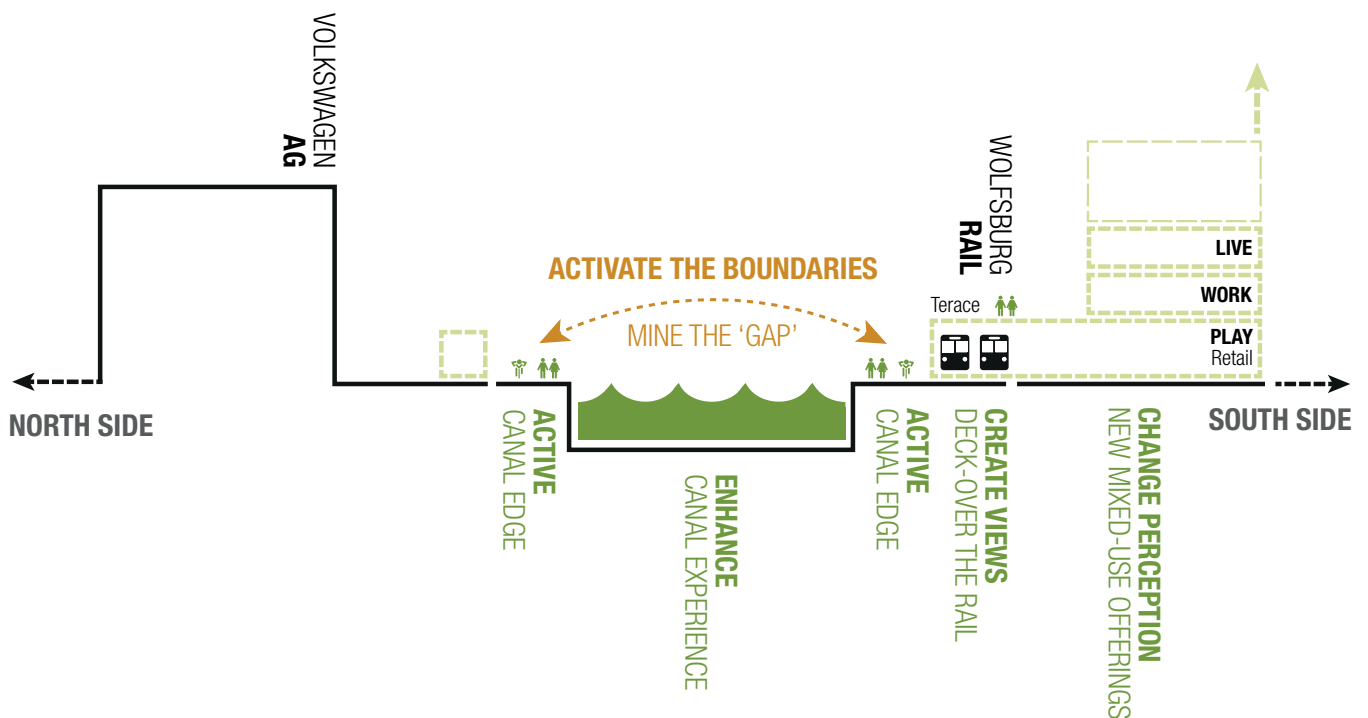 VOLKSWAGEN
AG
WOLFSBURG
RAIL
LIVE
ACTIVATE THE BOUNDARIES
WORK
Terace
MINE THE ‘GAP’
PLAY
Retail
NORTH SIDE
SOUTH SIDE
ACTIVE
CANAL EDGE
ENHANCE
CANAL EXPERIENCE
ACTIVE
CANAL EDGE
CREATE VIEWS
DECK-OVER THE RAIL
CHANGE PERCEPTION
NEW MIXED-USE OFFERINGS